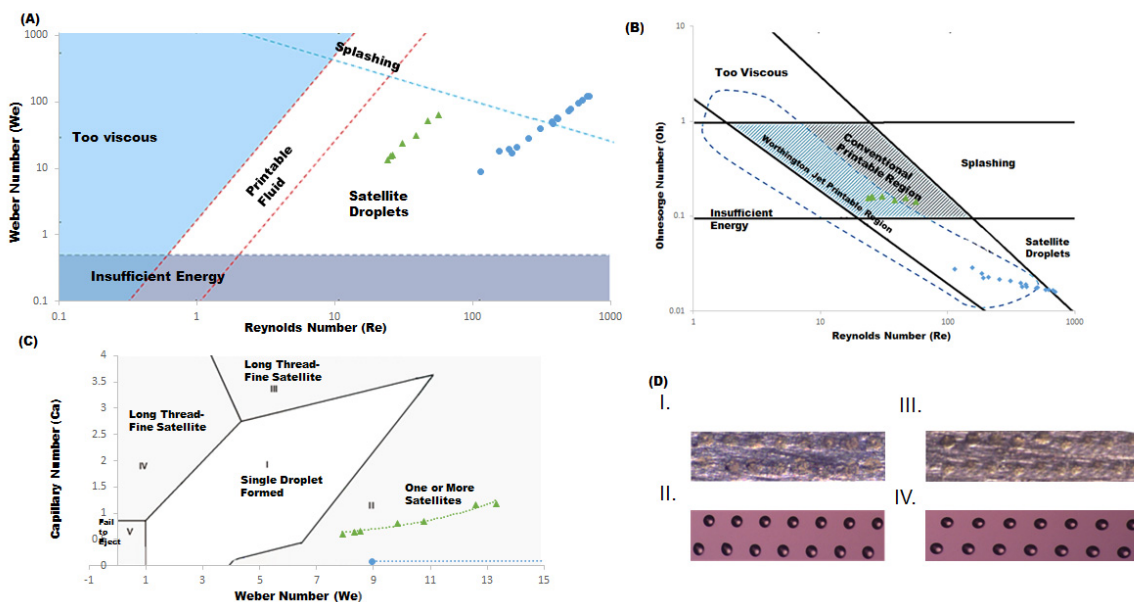 (A)
1000
100
10
1
0.1
Weber Number (We)
Too viscous
Splashing
Printable
Fluid
Satellite
Droplets
Insufficient Energy
0.1
1
10
100
1000
Reynolds Number (Re)
(B)
10
1
0.1
0.01
Ohnesorge Number (Oh)
Too Viscous
Conventional
Printable Region
Worthington Jet Printable
Region
Splashing
Insufficient
Energy
Satellite
Droplets
1
10
100
1000
Reynolds Number (Re)
(C)
4
3.5
3
2.5
2
1.5
1
0
Capillary Number (Ca)
Long Thread-
Fine Satellite
III
Long Thread-
Fine Satellite
IV
I
Single Droplet
Formed
One or More
Satellites
II
Fail
to
Eject
V
-1
1
3
5
7
9
11
13
15
Weber Number (We)
(D)
I.
III.
II.
IV.